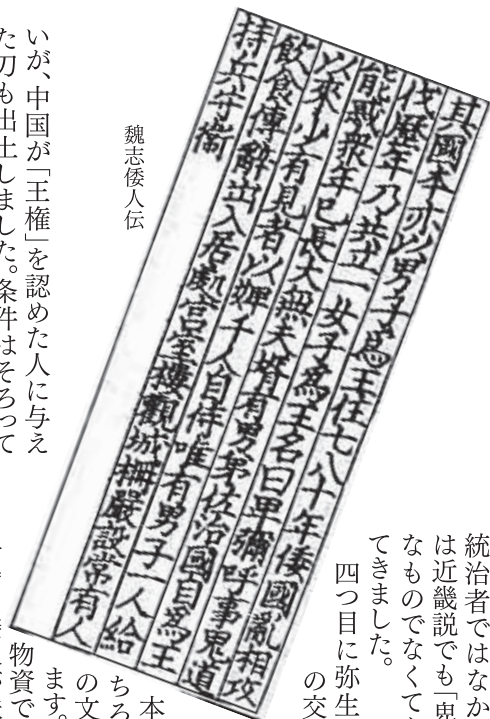 其國本亦以男子爲王住七八十年倭國亂相攻
伐歷年乃共立一女子爲王名曰卑彌呼事鬼道
能惑衆年已長大無夫壻有男弟佐治國自爲王
以來少有見者以婢千人自侍唯有男子一人給
飲食傳辭出入居處宮室樓觀城柵嚴設常有人
持兵守衞
魏志倭人伝
いが、中国が「王権」を認めた人に与え
た刀も出土しました。条件はそろって
統治者ではなか
は近畿説でも「卑
なものでなくて
てきました。
四つ目に弥生
の交
本
ちろ
の文
ます。
物資で